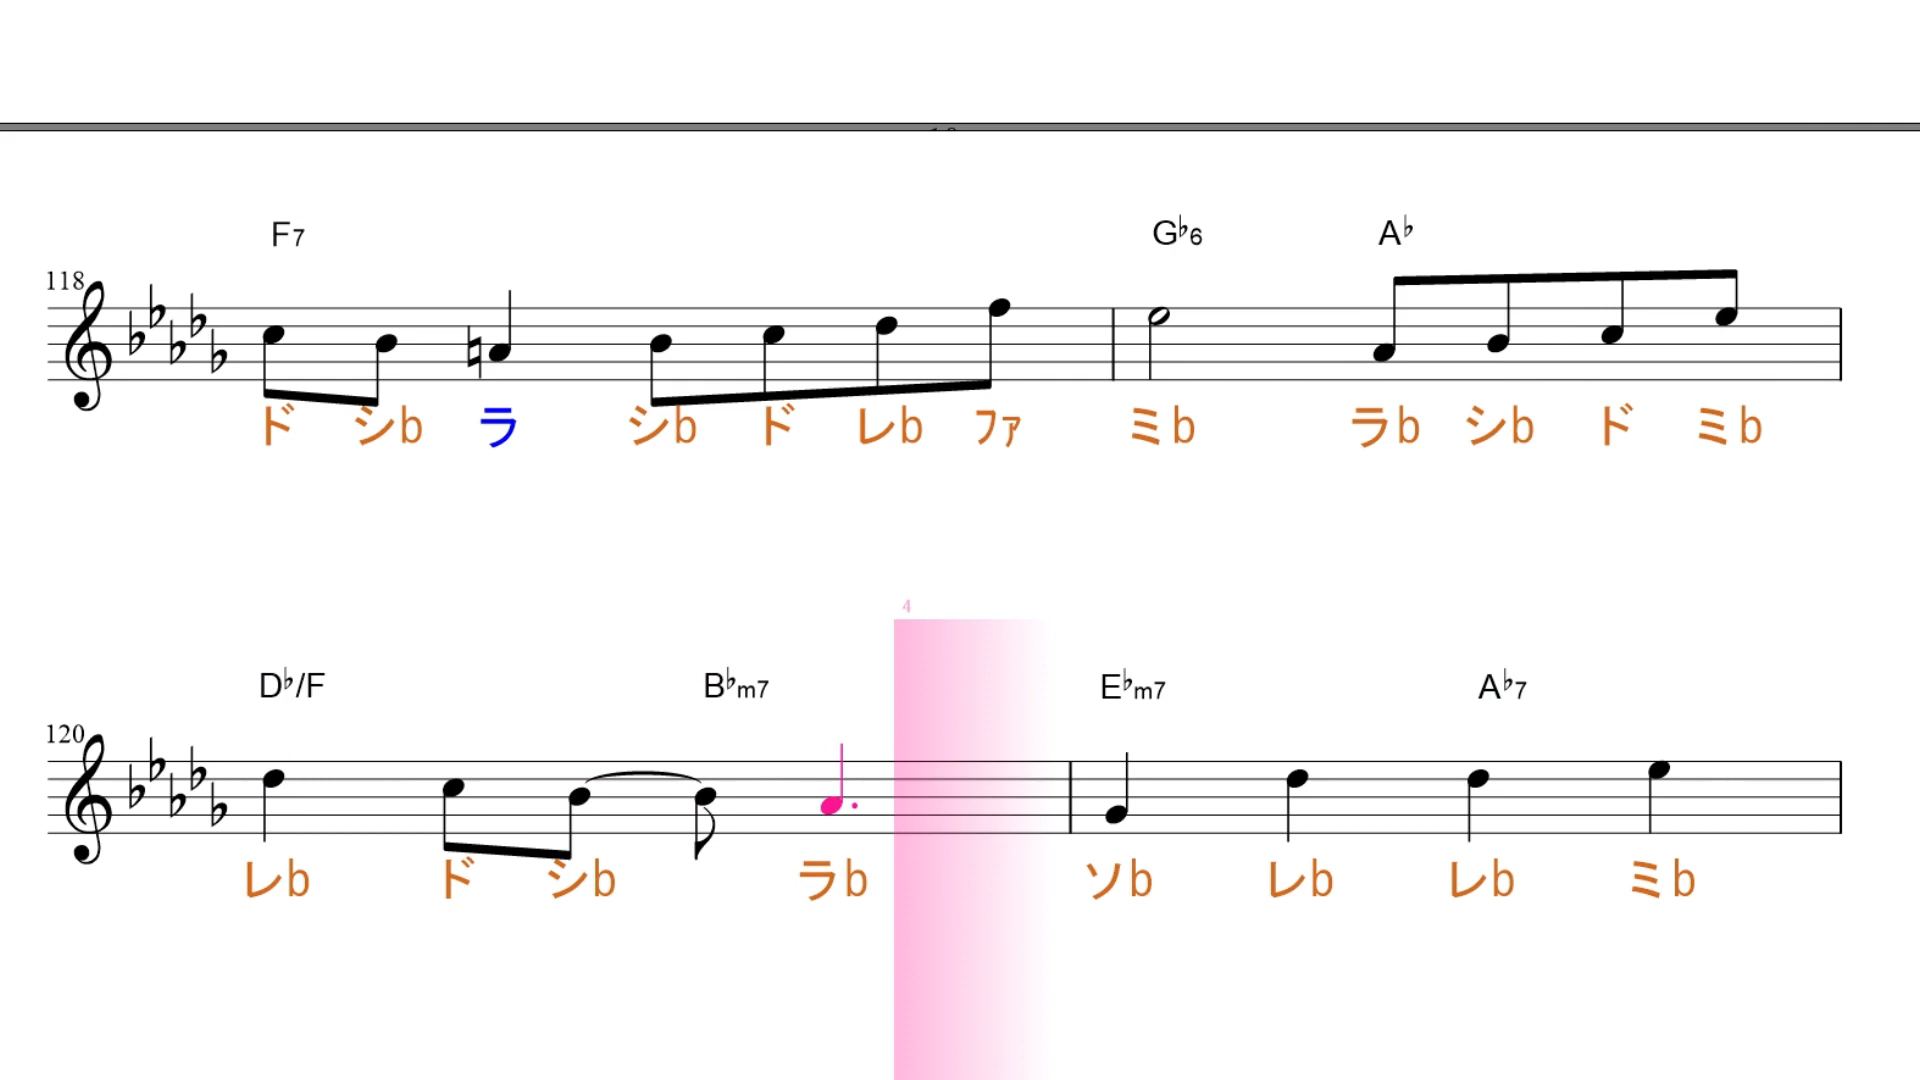 F7 G♭6 A♭
118
ド シb ラ シb ド レb ファ ミb ラb シb ド ミb
4
D♭/F B♭m7 E♭m7 A♭7
120
レb ド シb ラb ソb レb レb ミb